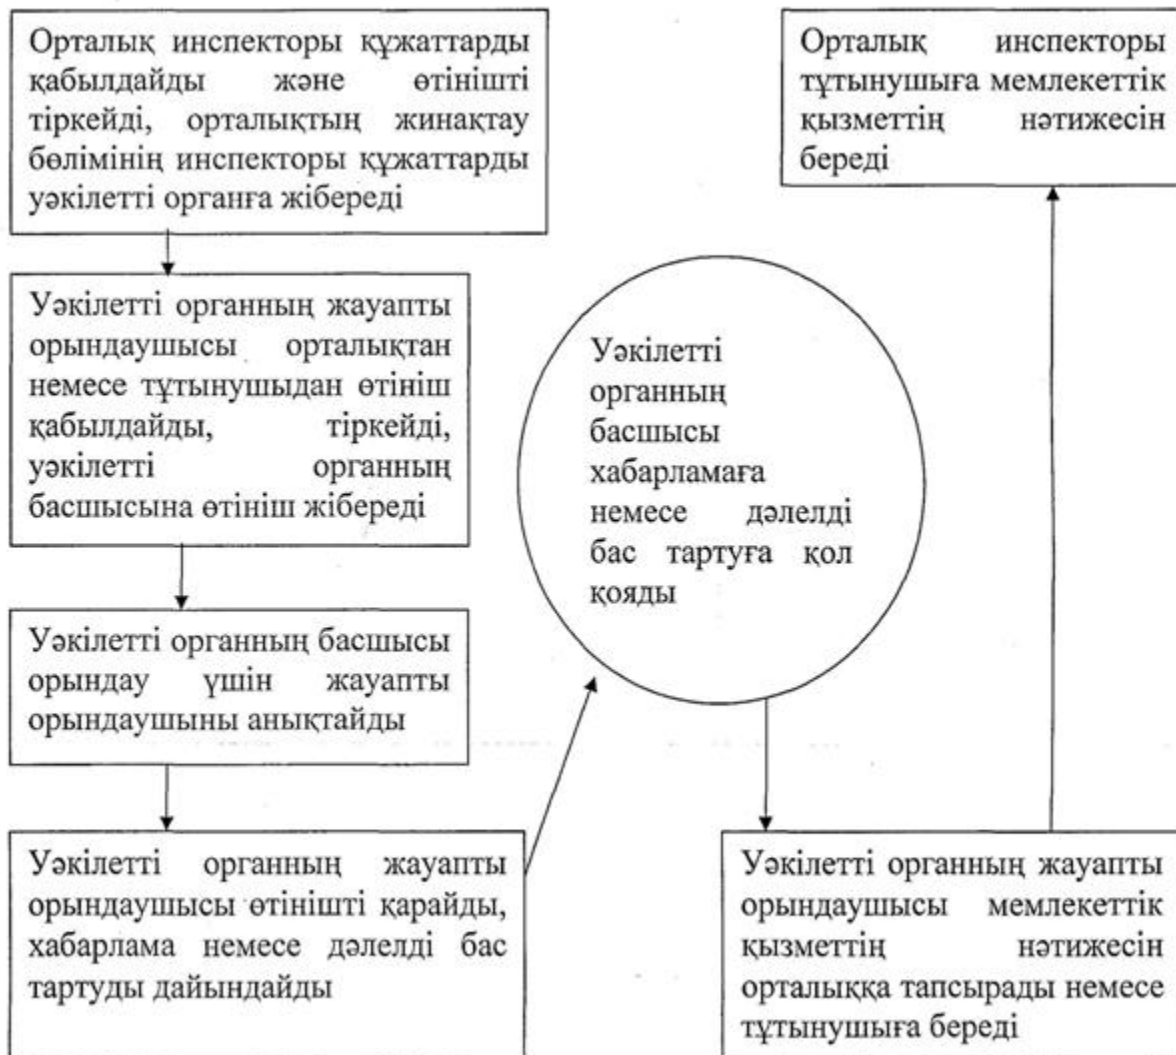 Орталық инспекторы құжаттарды
қабылдайды және өтінішті
тіркейді, орталықтың жинақтау
бөлімінің инспекторы құжаттарды
уәкілетті органға жібереді
Уәкілетті органның жауапты
орындаушысы орталықтан
немесе тұтынушыдан өтініш
қабылдайды, тіркейді,
уәкілетті органның
басшысына өтініш жібереді
Уәкілетті органның басшысы
орындау үшін жауапты
орындаушыны анықтайды
Уәкілетті органның жауапты
орындаушысы өтінішті қарайды,
хабарлама немесе дәлелді бас
тартуды дайындайды
Уәкілетті
органның
басшысы
хабарламаға
немесе дәлелді
бас тартуға қол
қояды
Уәкілетті органның жауапты
орындаушысы мемлекеттік
қызметтің нәтижесін
орталыққа тапсырады немесе
тұтынушыға береді
Орталық инспекторы
тұтынушыға мемлекеттік
қызметтің нәтижесін
береді